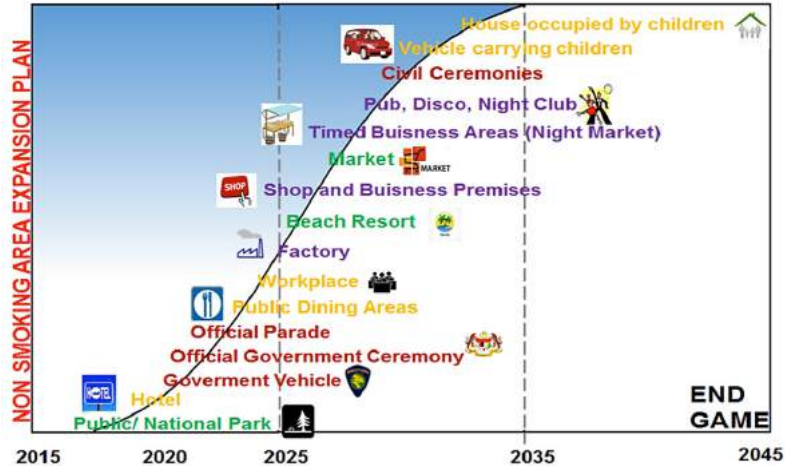 NON SMOKING AREA EXPANSION PLAN
House occupied by children
Vehicle carrying children
Civil Ceremonies
Pub, Disco, Night Club
Timed Buisness Areas (Night Market)
Market
MARKET
SHOP
Shop and Buisness Premises
Beach Resort
Factory
Workplace
Public Dining Areas
Official Parade
Official Government Ceremony
Goverment Vehicle
HOTEL
Hotel
Public/ National Park
END
GAME
2015 2020 2025 2035 2045